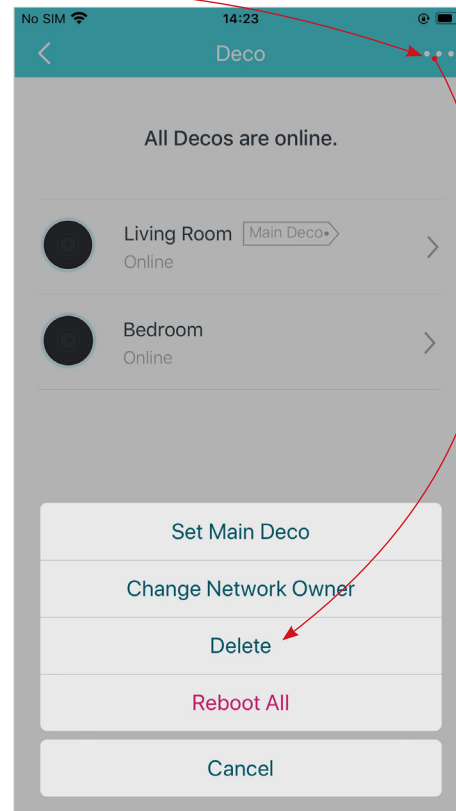 No SIM 14:23
Deco
All Decos are online.
Living Room Main Deco
Online
Bedroom
Online
Set Main Deco
Change Network Owner
Delete
Reboot All
Cancel